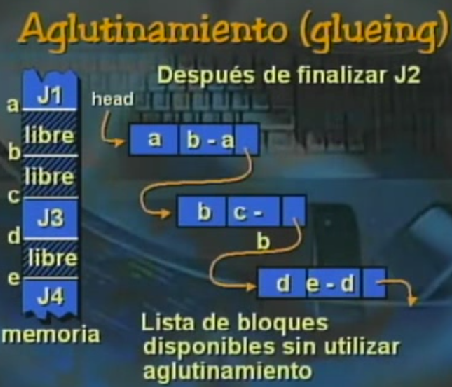 Aglutinamiento (glueing)
Después de finalizar J2
J1
a
head
libre
a b - a
b
libre
c
b c -
b
J3
d
libre
d e - d
e
J4
memoria
Lista de bloques
disponibles sin utilizar
aglutinamiento